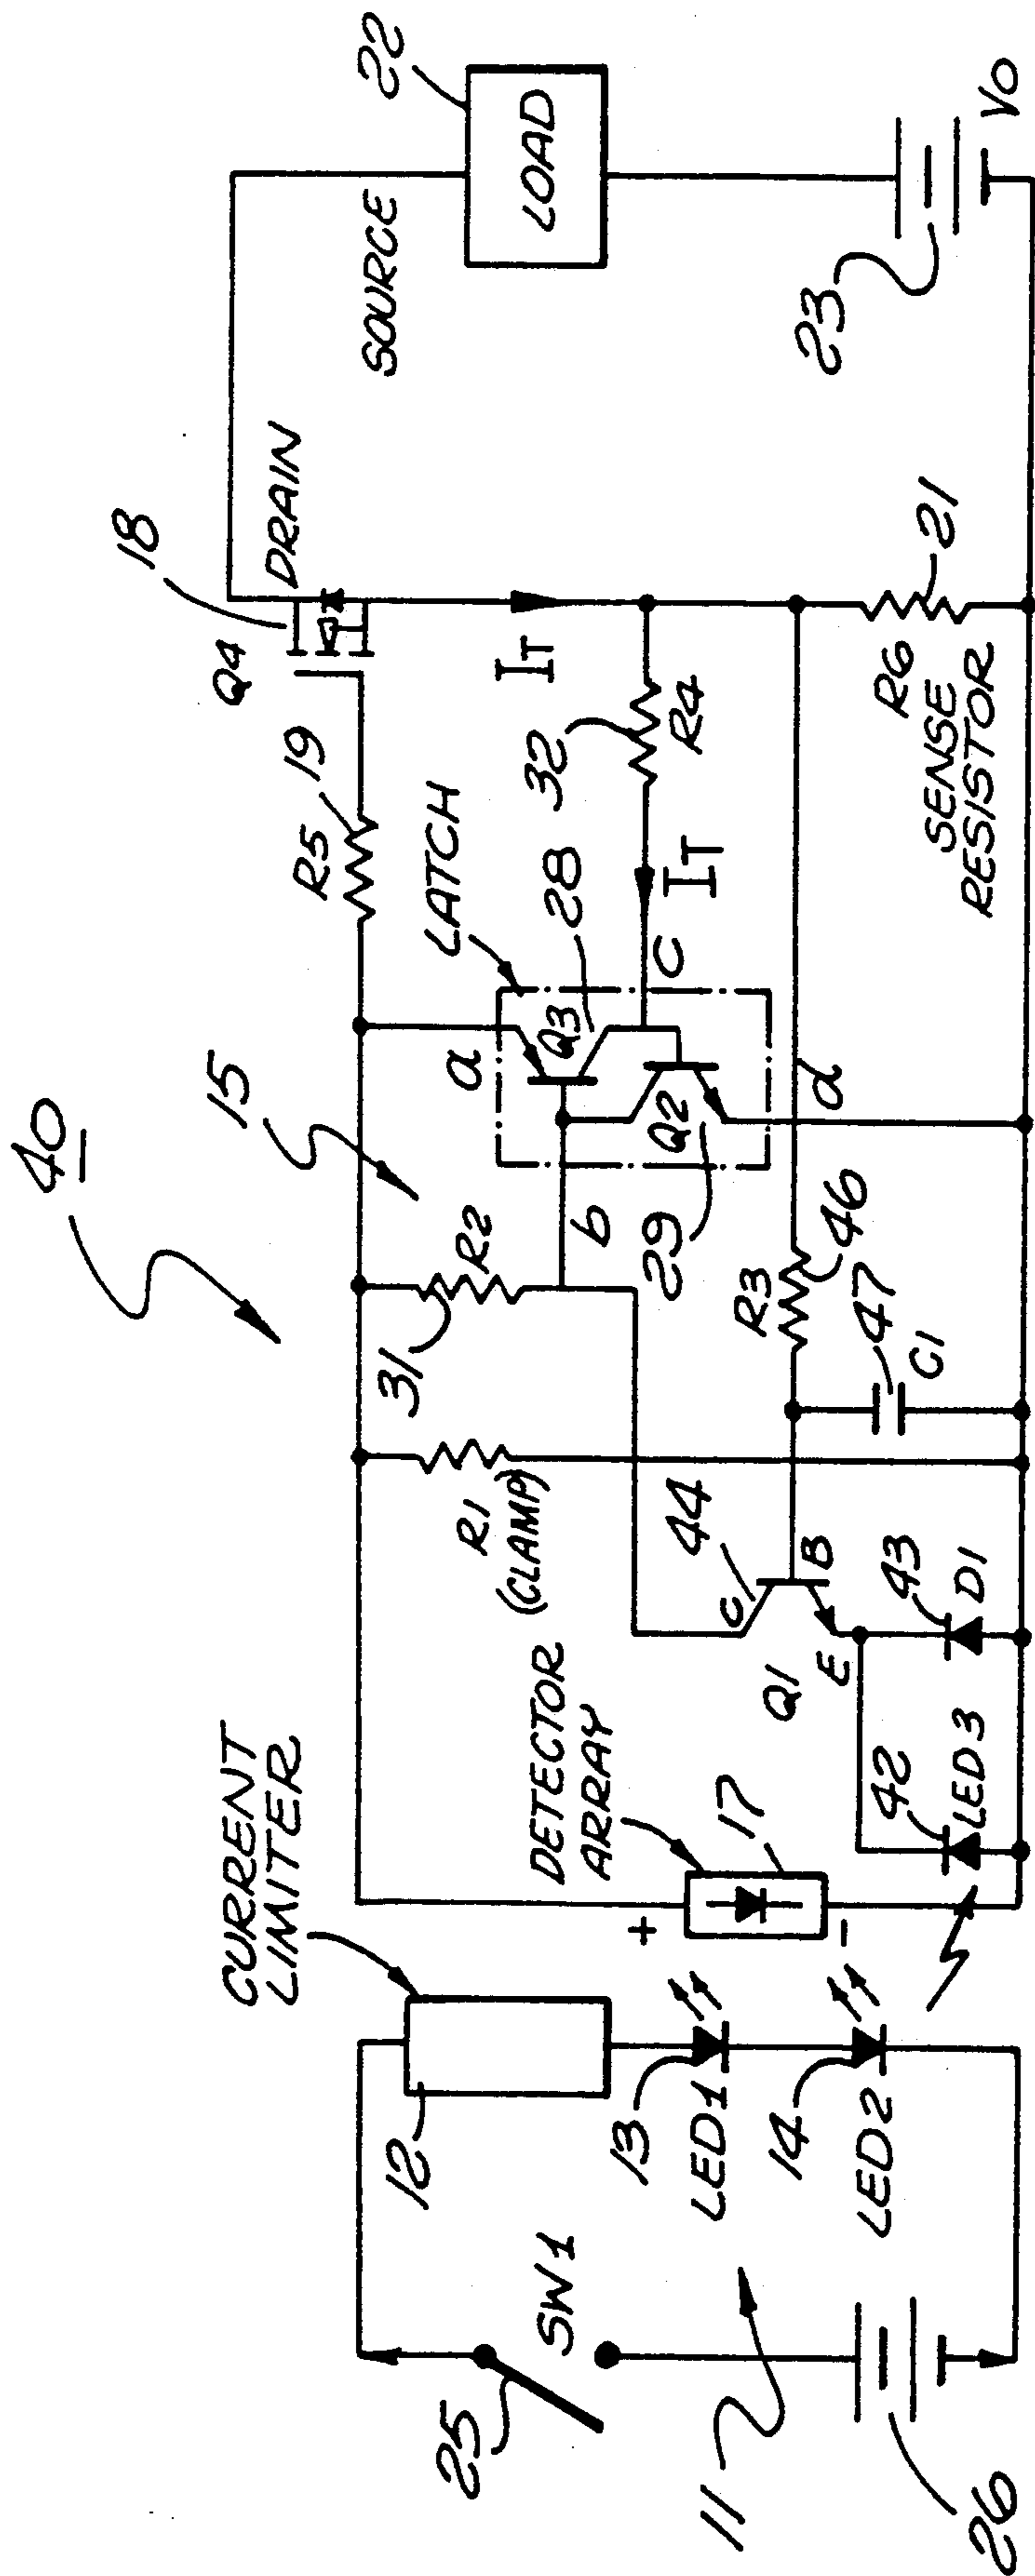 40
CURRENT
LIMITER
12
25
SW1
26
11
13
LED1
14
LED2
DETECTOR
ARRAY
17
+
-
42
LED3
43
D1
Q1
C
B
E
44
R1
(CLAMP)
31
R2
15
b
a
LATCH
Q3
28
Q2
29
C
d
R3
46
47
C1
R5
19
Q4
18
DRAIN
SOURCE
IT
IT
32
R4
R6
SENSE
RESISTOR
21
22
LOAD
23
VO